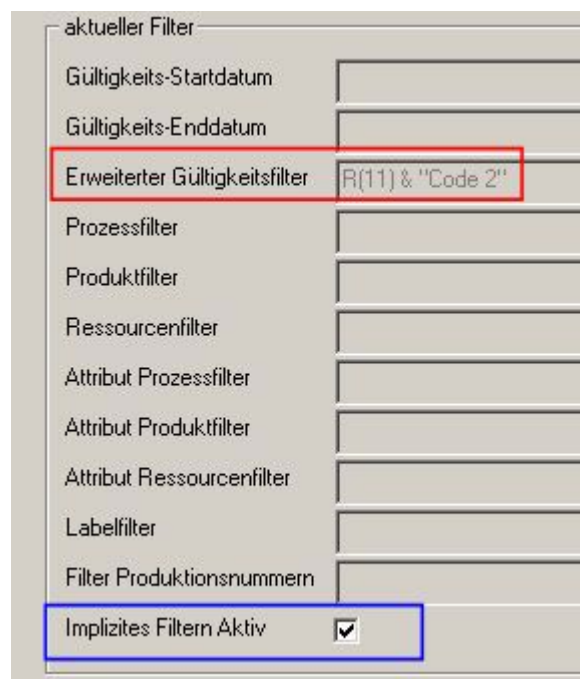 aktueller Filter
Gültigkeits-Startdatum
Gültigkeits-Enddatum
Erweiterter Gültigkeitsfilter R(11) & "Code 2"
Prozessfilter
Produktfilter
Ressourcenfilter
Attribut Prozessfilter
Attribut Produktfilter
Attribut Ressourcenfilter
Labelfilter
Filter Produktionsnummern
Implizites Filtern Aktiv